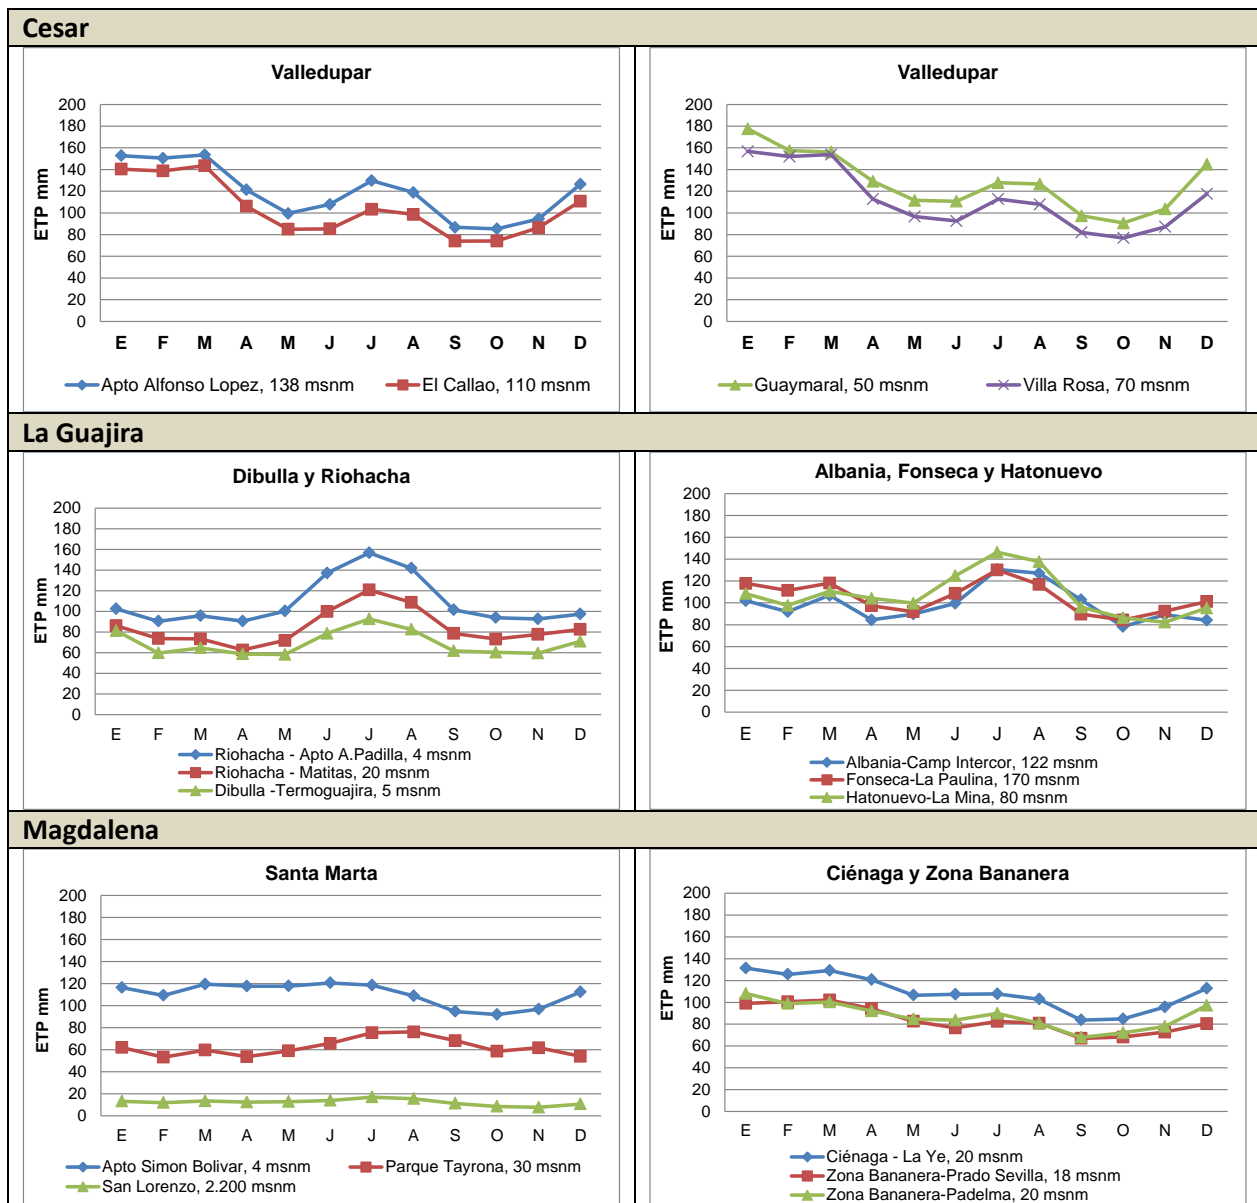 Cesar
Valledupar
ETP mm
200
180
160
140
120
100
80
60
40
20
0
E F M A M J J A S O N D
Apto Alfonso Lopez, 138 msnm El Callao, 110 msnm
Valledupar
ETP mm
200
180
160
140
120
100
80
60
40
20
0
E F M A M J J A S O N D
Guaymaral, 50 msnm Villa Rosa, 70 msnm
La Guajira
Dibulla y Riohacha
ETP mm
200
180
160
140
120
100
80
60
40
20
0
E F M A M J J A S O N D
Riohacha - Apto A.Padilla, 4 msnm
Riohacha - Matitas, 20 msnm
Dibulla -Termoguajira, 5 msnm
Albania, Fonseca y Hatonuevo
ETP mm
200
180
160
140
120
100
80
60
40
20
0
E F M A M J J A S O N D
Albania-Camp Intercor, 122 msnm
Fonseca-La Paulina, 170 msnm
Hatonuevo-La Mina, 80 msnm
Magdalena
Santa Marta
ETP mm
200
180
160
140
120
100
80
60
40
20
0
E F M A M J J A S O N D
Apto Simon Bolivar, 4 msnm Parque Tayrona, 30 msnm
San Lorenzo, 2.200 msnm
Ciénaga y Zona Bananera
ETP mm
200
180
160
140
120
100
80
60
40
20
0
E F M A M J J A S O N D
Ciénaga - La Ye, 20 msnm
Zona Bananera-Prado Sevilla, 18 msnm
Zona Bananera-Padelma, 20 msnm